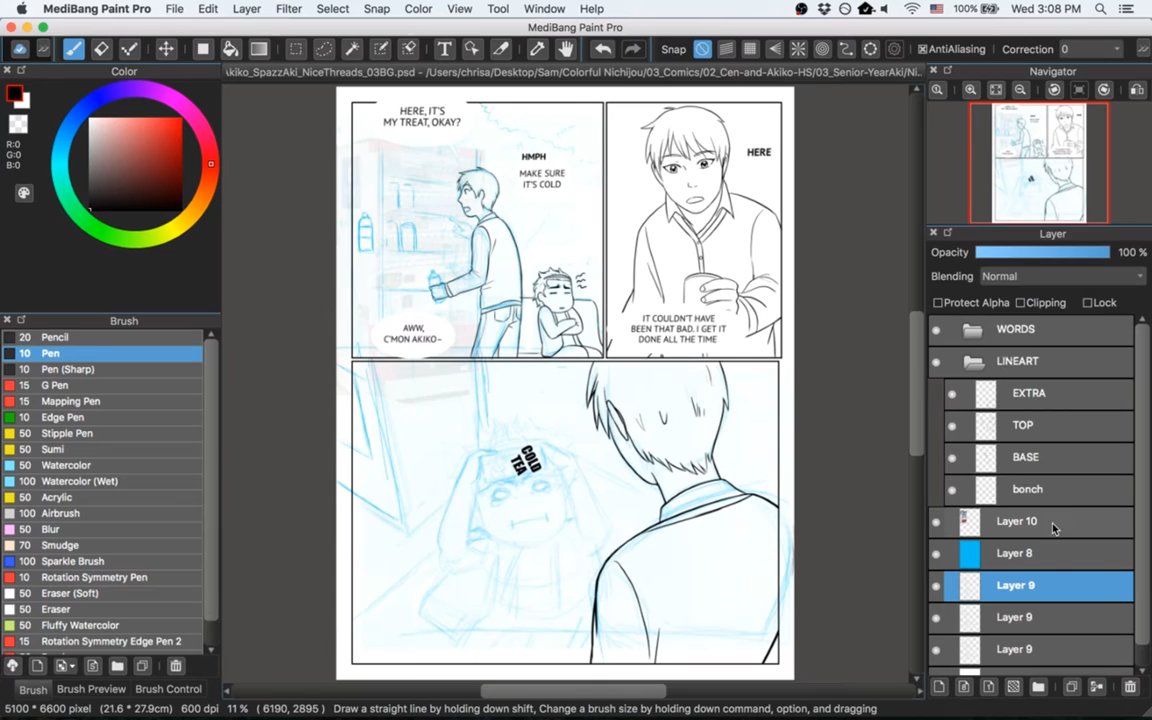 MediBang Paint Pro File Edit Layer Filter Select Snap Color View Tool Window Help 100% Wed 3:08 PM
Snap AntiAliasing Correction 0
Color
Akiko_SpazzAki_NiceThreads_03BG.psd - /Users/chrisa/Desktop/Sam/Colorful Nichijou/03_Comics/02_Cen-and-Akiko-HS/03_Senior-YearAki/Ni...
Navigator
R:0
G:0
B:0
Brush
20 Pencil
10 Pen
10 Pen (Sharp)
15 G Pen
15 Mapping Pen
10 Edge Pen
50 Stipple Pen
50 Sumi
50 Watercolor
100 Watercolor (Wet)
50 Acrylic
100 Airbrush
50 Blur
50 Smudge
100 Sparkle Brush
10 Rotation Symmetry Pen
50 Eraser (Soft)
50 Eraser
50 Fluffy Watercolor
15 Rotation Symmetry Edge Pen 2
Brush Brush Preview Brush Control
HERE, IT'S
MY TREAT, OKAY?
HMPH
MAKE SURE
IT'S COLD
AWW,
C'MON AKIKO~
HERE
IT COULDN'T HAVE
BEEN THAT BAD. I GET IT
DONE ALL THE TIME
COLD
TEA
Layer
Opacity 100 %
Blending Normal
Protect Alpha Clipping Lock
WORDS
LINEART
EXTRA
TOP
BASE
bonch
Layer 10
Layer 8
Layer 9
Layer 9
Layer 9
5100 * 6600 pixel (21.6 * 27.9cm) 600 dpi 11 % ( 6190, 2895 ) Draw a straight line by holding down shift, Change a brush size by holding down command, option, and dragging